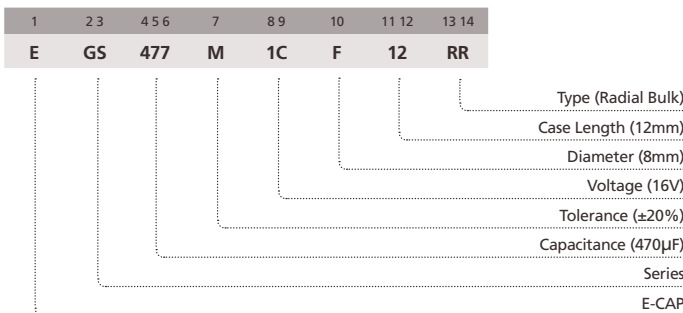 1 2 3 4 5 6 7 8 9 10 11 12 13 14
E GS 477 M 1C F 12 RR
Type (Radial Bulk)
Case Length (12mm)
Diameter (8mm)
Voltage (16V)
Tolerance (±20%)
Capacitance (470µF)
Series
E-CAP